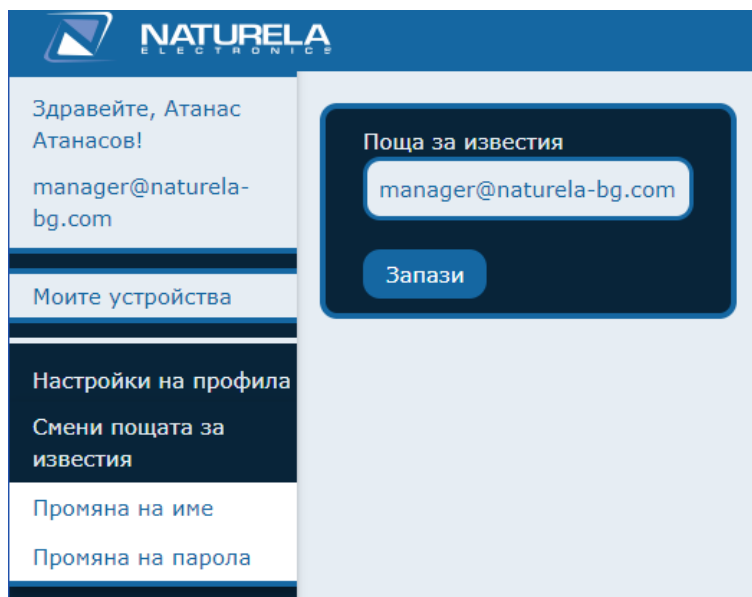 NATURELA
ELECTRONICS
Здравейте, Атанас
Атанасов!
manager@naturela-
bg.com
Моите устройства
Настройки на профила
Смени пощата за
известия
Промяна на име
Промяна на парола
Поща за известия
manager@naturela-bg.com
Запази